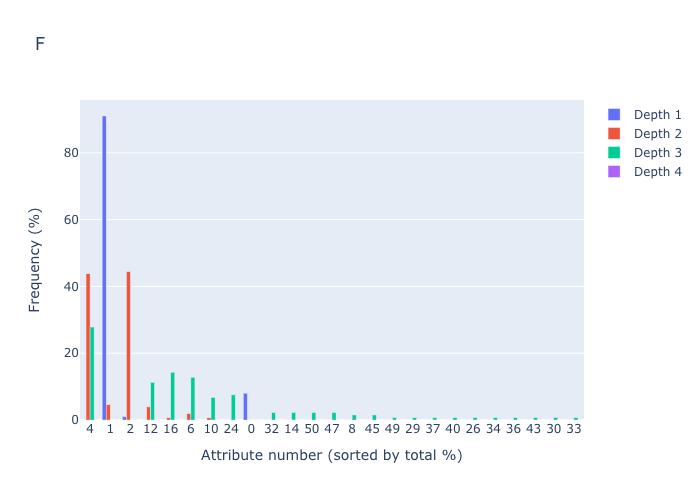 F
Depth 1
Depth 2
Depth 3
Depth 4
80
60
40
20
0
Frequency (%)
4 1 2 12 16 6 10 24 0 32 14 50 47 8 45 49 29 37 40 26 34 36 43 30 33
Attribute number (sorted by total %)